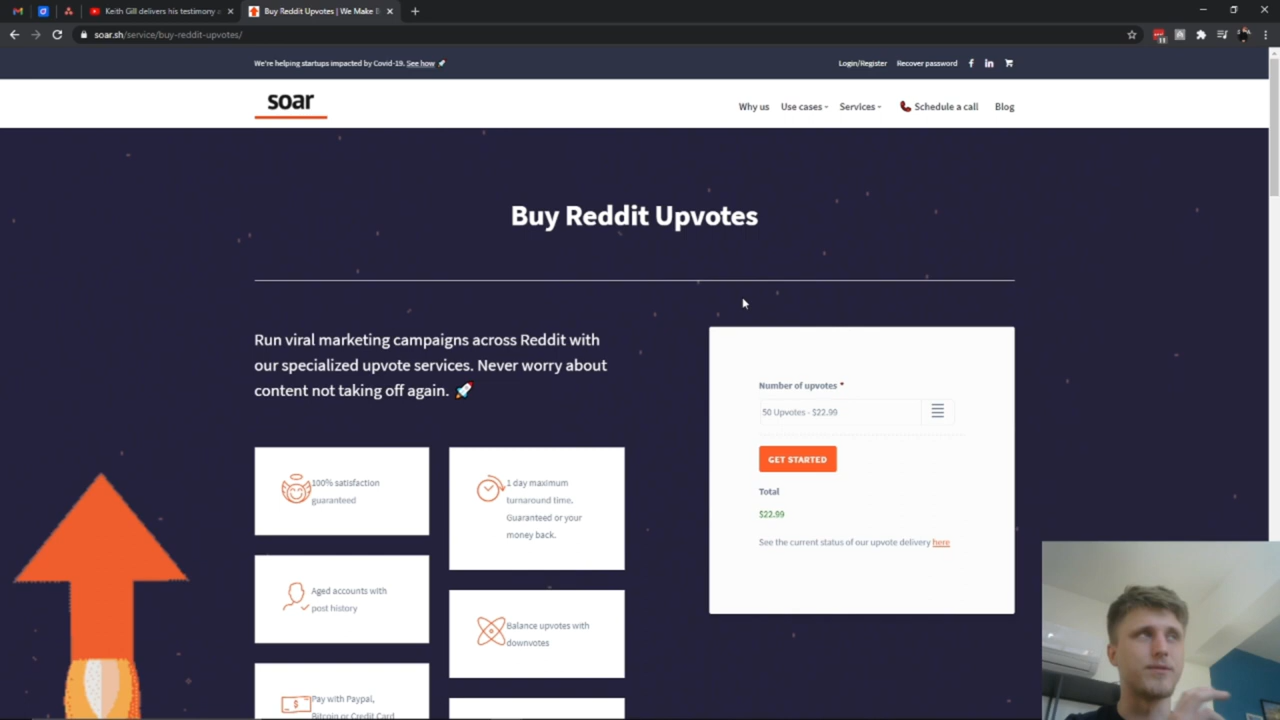 Keith Gill delivers his testimony
Buy Reddit Upvotes | We Make
soar.sh/service/buy-reddit-upvotes/
11
We're helping startups impacted by Covid-19. See how
Login/Register
Recover password
soar
Why us
Use cases
Services
Schedule a call
Blog
Buy Reddit Upvotes
Run viral marketing campaigns across Reddit with
our specialized upvote services. Never worry about
content not taking off again.
Number of upvotes *
50 Upvotes - $22.99
GET STARTED
Total
$22.99
See the current status of our upvote delivery here
100% satisfaction
guaranteed
1 day maximum
turnaround time.
Guaranteed or your
money back.
Aged accounts with
post history
Balance upvotes with
downvotes
Pay with Paypal,
Bitcoin or Credit Card